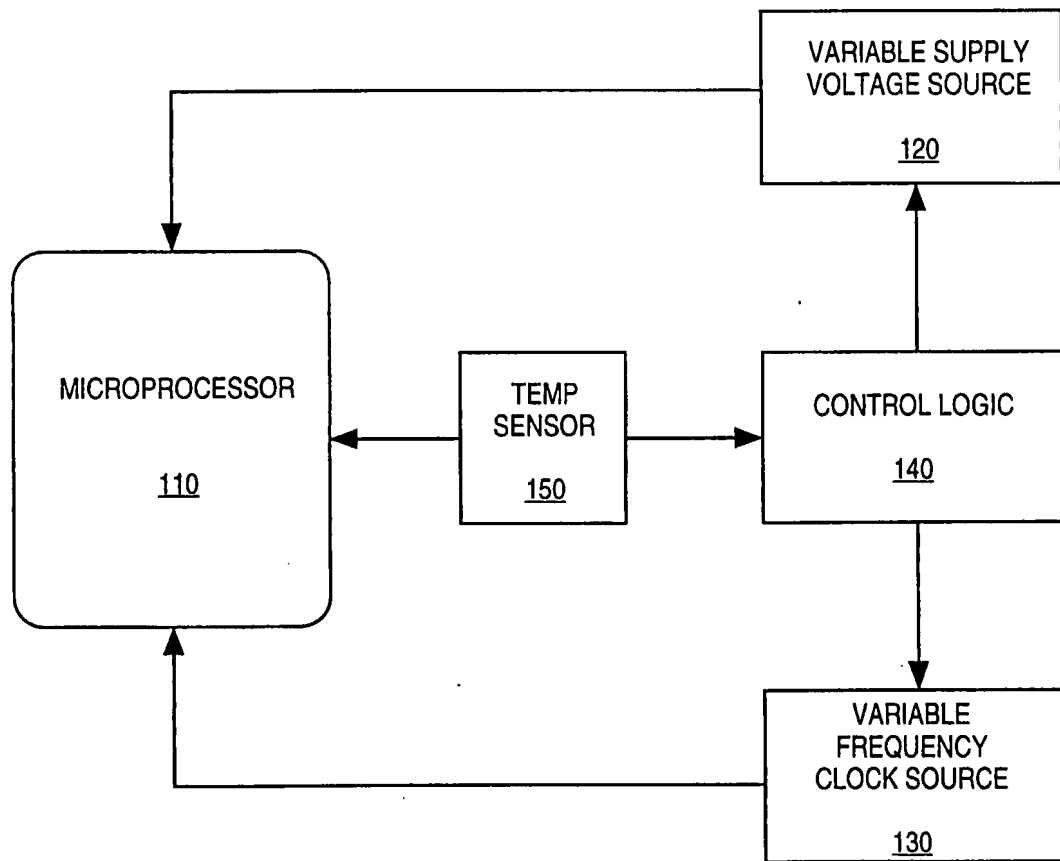 VARIABLE SUPPLY
VOLTAGE SOURCE
120
MICROPROCESSOR
110
TEMP
SENSOR
150
CONTROL LOGIC
140
VARIABLE
FREQUENCY
CLOCK SOURCE
130